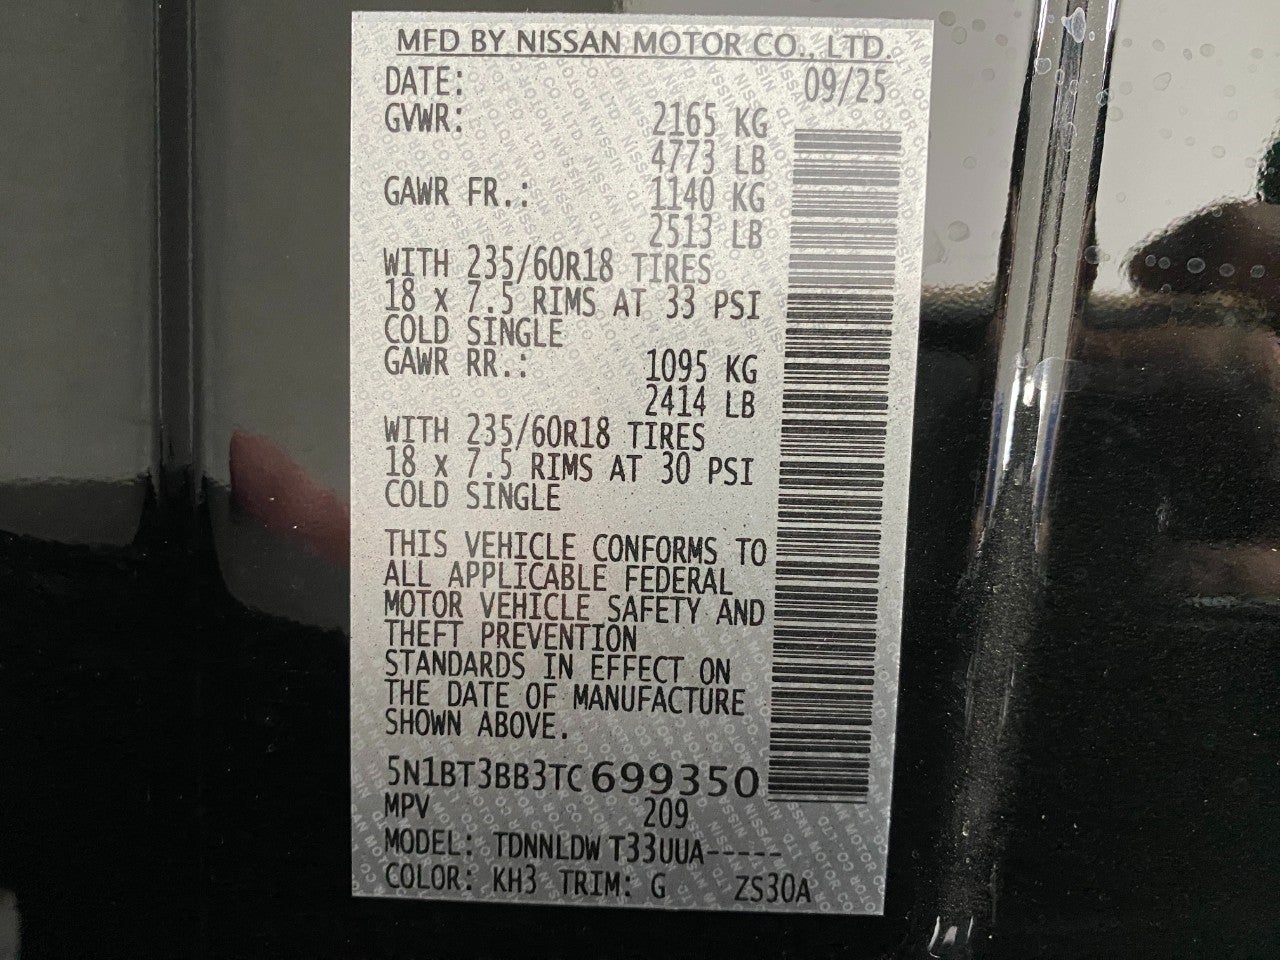 MFD BY NISSAN MOTOR CO., LTD.
DATE: 09/25
GVWR: 2165 KG
4773 LB
GAWR FR.: 1140 KG
2513 LB
WITH 235/60R18 TIRES
18 x 7.5 RIMS AT 33 PSI
COLD SINGLE
GAWR RR.: 1095 KG
2414 LB
WITH 235/60R18 TIRES
18 x 7.5 RIMS AT 30 PSI
COLD SINGLE
THIS VEHICLE CONFORMS TO
ALL APPLICABLE FEDERAL
MOTOR VEHICLE SAFETY AND
THEFT PREVENTION
STANDARDS IN EFFECT ON
THE DATE OF MANUFACTURE
SHOWN ABOVE.
5N1BT3BB3TC699350
MPV 209
MODEL: TDNNLDW T33UUA-----
COLOR: KH3 TRIM: G ZS30A